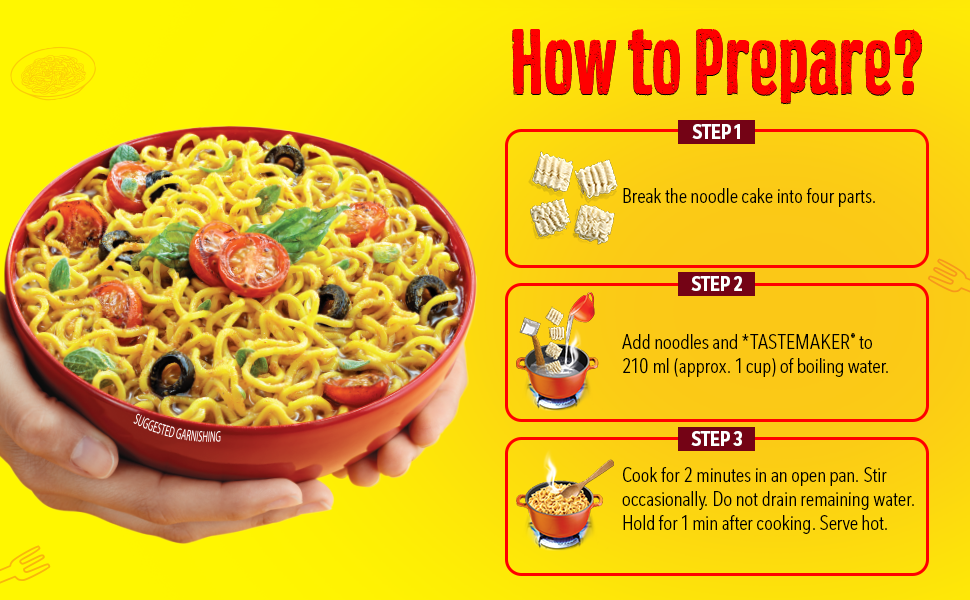 How to Prepare?
STEP 1
Break the noodle cake into four parts.
STEP 2
Add noodles and *TASTEMAKER® to
210 ml (approx. 1 cup) of boiling water.
STEP 3
Cook for 2 minutes in an open pan. Stir
occasionally. Do not drain remaining water.
Hold for 1 min after cooking. Serve hot.
SUGGESTED GARNISHING